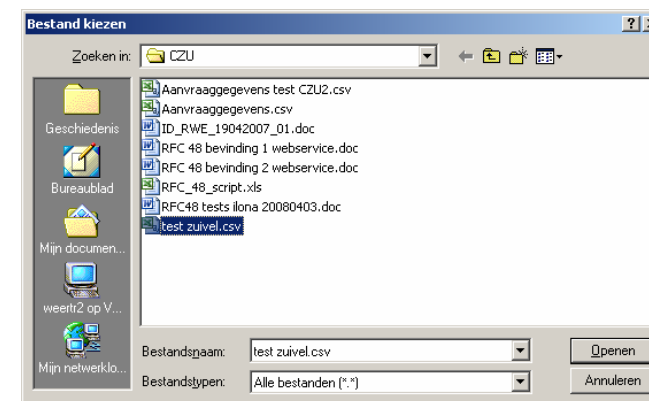 Bestand kiezen
Zoeken in: CZU
Geschiedenis
Bureaublad
Mijn documen...
weertr2 op V...
Mijn netwerklo...
Aanvraaggegevens test CZU2.csv
Aanvraaggegevens.csv
ID_RWE_19042007_01.doc
RFC 48 bevinding 1 webservice.doc
RFC 48 bevinding 2 webservice.doc
RFC_48_script.xls
RFC48 tests ilona 20080403.doc
test zuivel.csv
Bestandsnaam: test zuivel.csv Openen
Bestandstypen: Alle bestanden (*.*) Annuleren